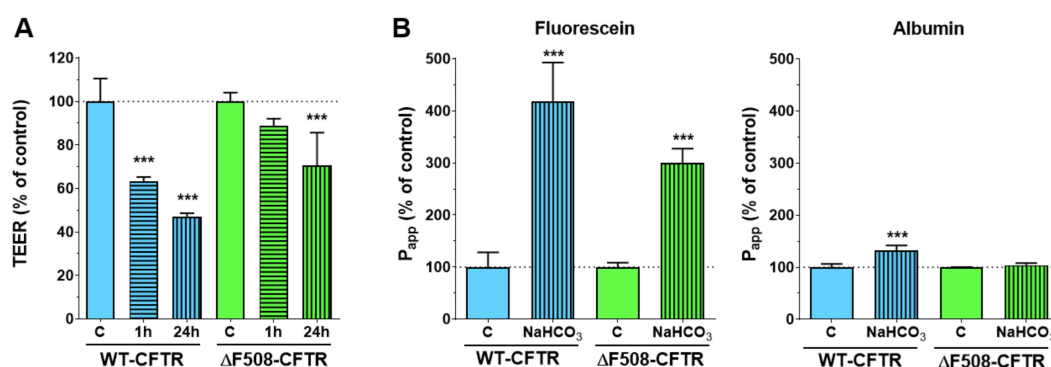 A
TEER (% of control)
120
100
80
60
40
20
0
***
***
***
C 1h 24h C 1h 24h
WT-CFTR ΔF508-CFTR
B
Fluorescein
P_app (% of control)
500
400
300
200
100
0
***
***
C NaHCO₃ C NaHCO₃
WT-CFTR ΔF508-CFTR
Albumin
P_app (% of control)
500
400
300
200
100
0
***
C NaHCO₃ C NaHCO₃
WT-CFTR ΔF508-CFTR